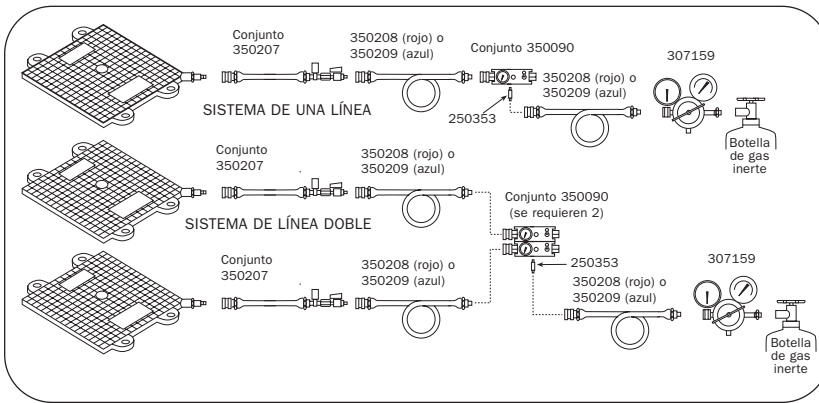 Conjunto
350207
350208 (rojo) o
350209 (azul)
Conjunto 350090
350208 (rojo) o
350209 (azul)
307159
250353
SISTEMA DE UNA LÍNEA
Botella
de gas
inerte
Conjunto
350207
350208 (rojo) o
350209 (azul)
SISTEMA DE LÍNEA DOBLE
Conjunto 350090
(se requieren 2)
Conjunto
350207
350208 (rojo) o
350209 (azul)
250353
350208 (rojo) o
350209 (azul)
307159
Botella
de gas
inerte